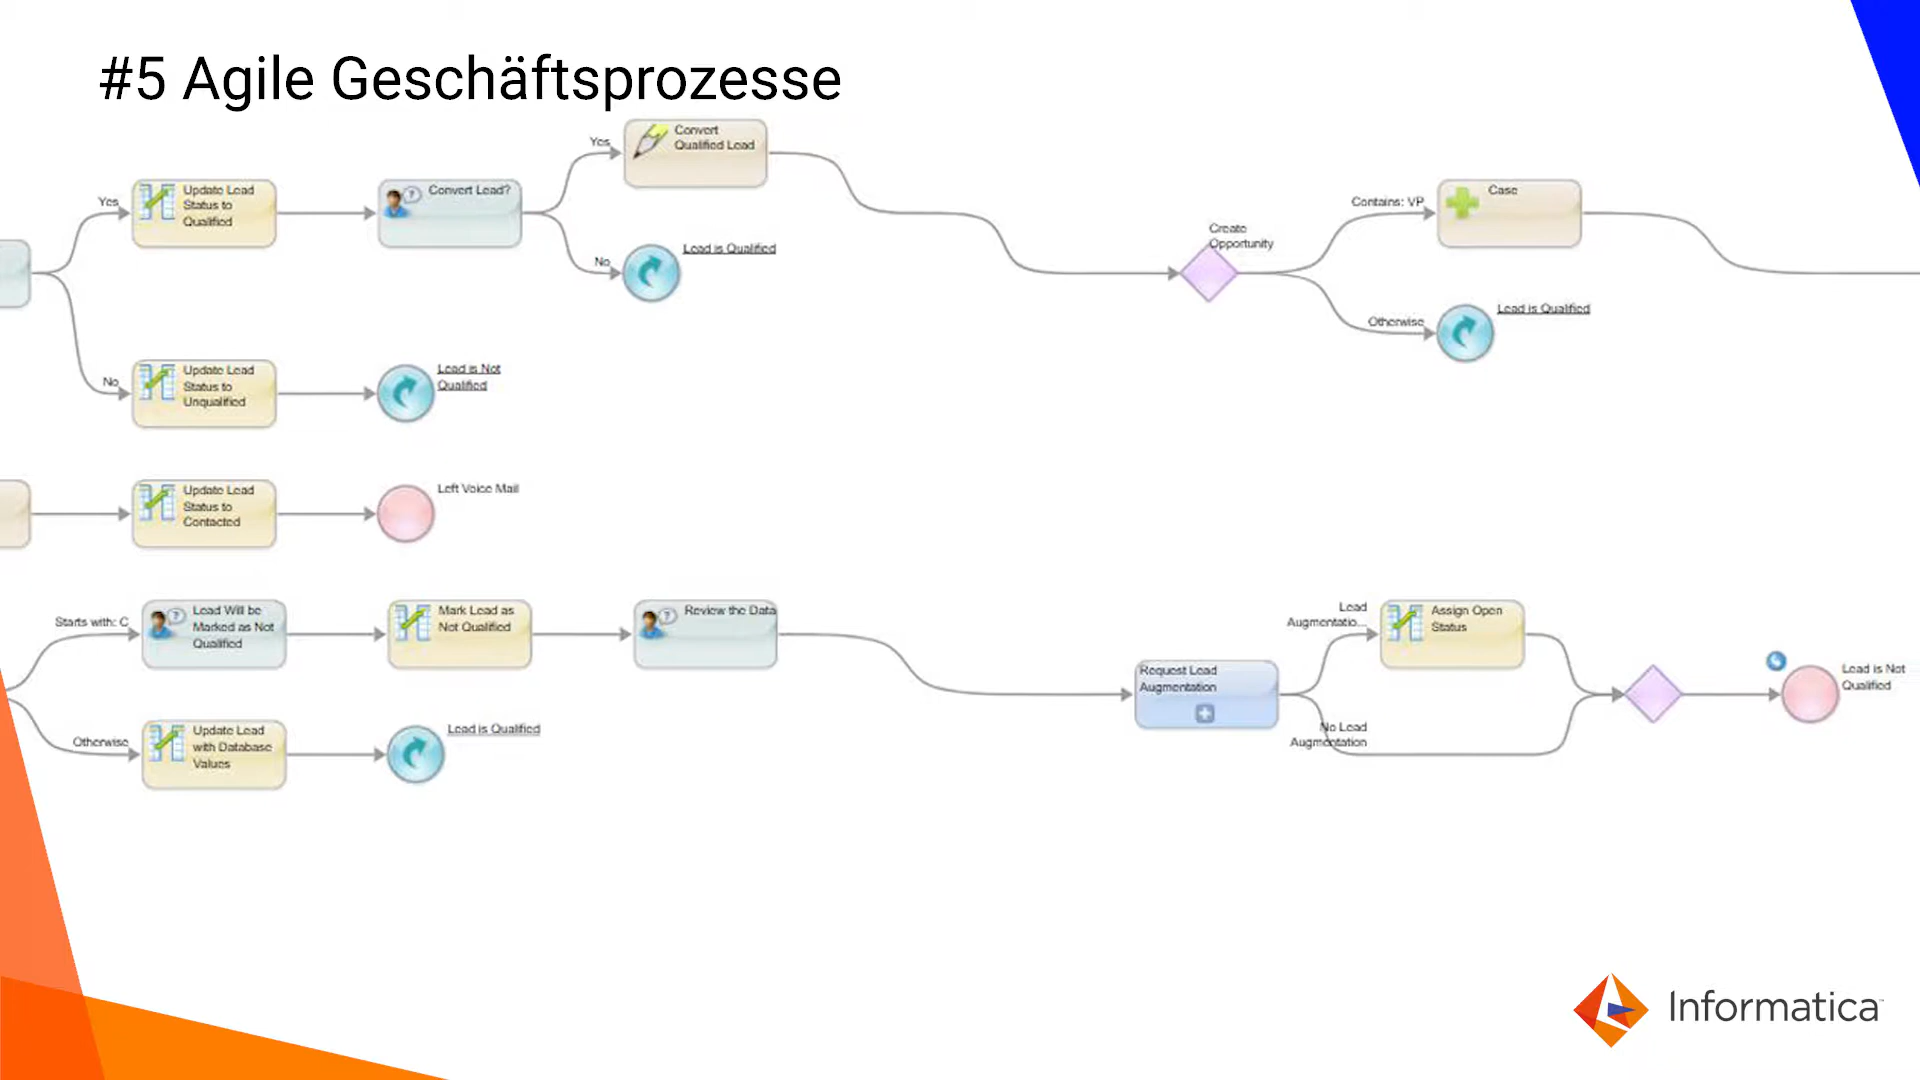 #5 Agile Geschäftsprozesse
Yes
Convert
Qualified Lead
Yes
Update Lead
Status to
Qualified
Convert Lead?
No
Lead is Qualified
Create
Opportunity
Contains: VP
Case
Otherwise
Lead is Qualified
No
Update Lead
Status to
Unqualified
Lead is Not
Qualified
Update Lead
Status to
Contacted
Left Voice Mail
Starts with: C
Lead Will be
Marked as Not
Qualified
Mark Lead as
Not Qualified
Review the Data
Request Lead
Augmentation
Lead
Augmentatio...
Assign Open
Status
No Lead
Augmentation
Lead is Not
Qualified
Otherwise
Update Lead
with Database
Values
Lead is Qualified
Informatica